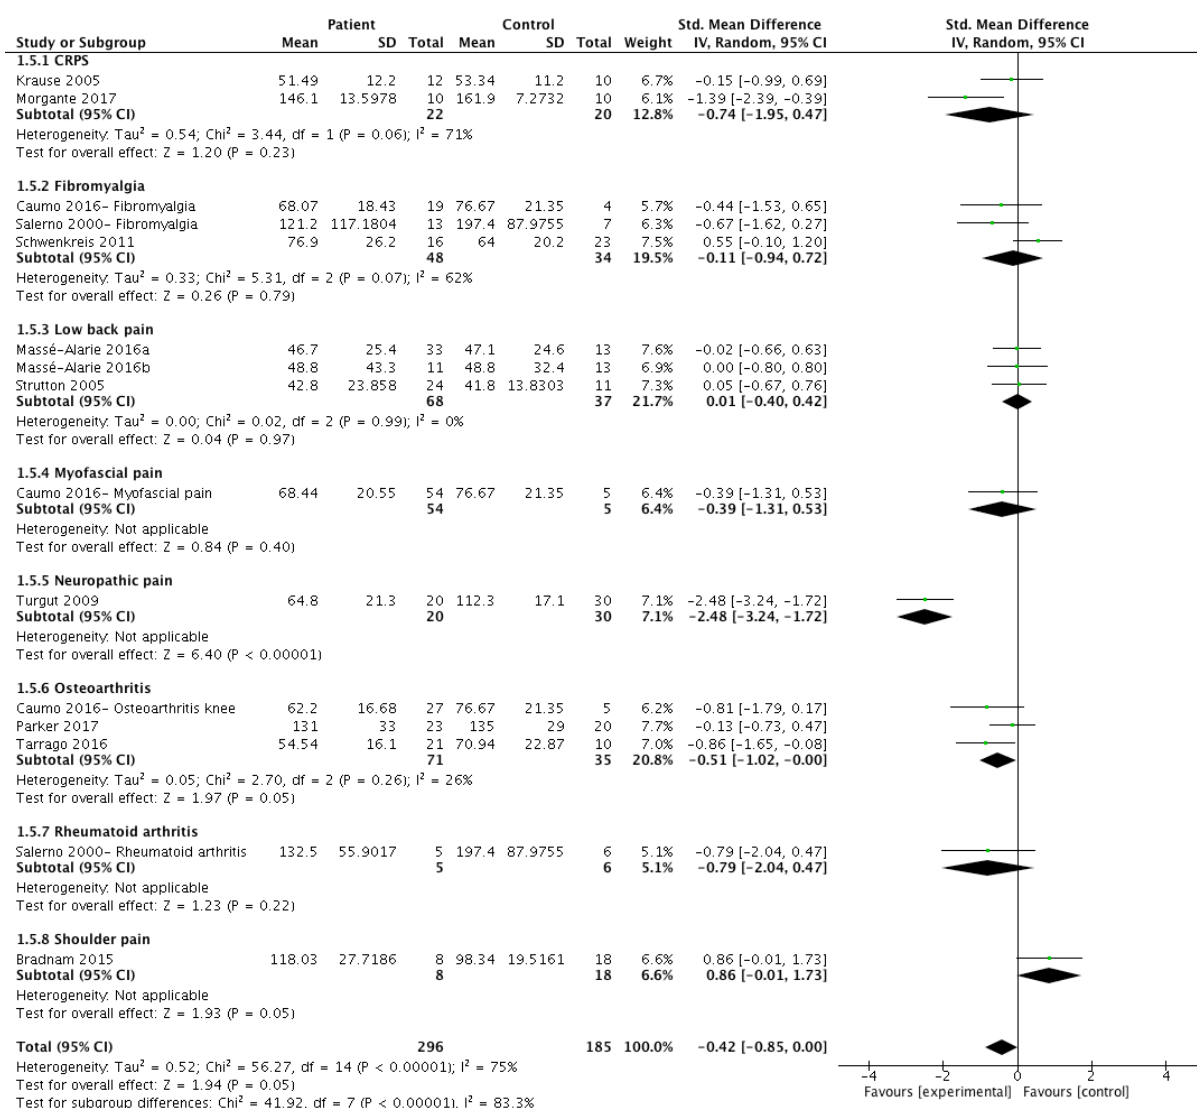 Patient Control Std. Mean Difference Std. Mean Difference
Study or Subgroup Mean SD Total Mean SD Total Weight IV, Random, 95% CI IV, Random, 95% CI
1.5.1 CRPS
Krause 2005 51.49 12.2 12 53.34 11.2 10 6.7% -0.15 [-0.99, 0.69]
Morgante 2017 146.1 13.5978 10 161.9 7.2732 10 6.1% -1.39 [-2.39, -0.39]
Subtotal (95% CI) 22 20 12.8% -0.74 [-1.95, 0.47]
Heterogeneity: Tau² = 0.54; Chi² = 3.44, df = 1 (P = 0.06); I² = 71%
Test for overall effect: Z = 1.20 (P = 0.23)
1.5.2 Fibromyalgia
Caumo 2016- Fibromyalgia 68.07 18.43 19 76.67 21.35 4 5.7% -0.44 [-1.53, 0.65]
Salerno 2000- Fibromyalgia 121.2 117.1804 13 197.4 87.9755 7 6.3% -0.67 [-1.62, 0.27]
Schwenkreis 2011 76.9 26.2 16 64 20.2 23 7.5% 0.55 [-0.10, 1.20]
Subtotal (95% CI) 48 34 19.5% -0.11 [-0.94, 0.72]
Heterogeneity: Tau² = 0.33; Chi² = 5.31, df = 2 (P = 0.07); I² = 62%
Test for overall effect: Z = 0.26 (P = 0.79)
1.5.3 Low back pain
Massé-Alarie 2016a 46.7 25.4 33 47.1 24.6 13 7.6% -0.02 [-0.66, 0.63]
Massé-Alarie 2016b 48.8 43.3 11 48.8 32.4 13 6.9% 0.00 [-0.80, 0.80]
Strutton 2005 42.8 23.858 24 41.8 13.8303 11 7.3% 0.05 [-0.67, 0.76]
Subtotal (95% CI) 68 37 21.7% 0.01 [-0.40, 0.42]
Heterogeneity: Tau² = 0.00; Chi² = 0.02, df = 2 (P = 0.99); I² = 0%
Test for overall effect: Z = 0.04 (P = 0.97)
1.5.4 Myofascial pain
Caumo 2016- Myofascial pain 68.44 20.55 54 76.67 21.35 5 6.4% -0.39 [-1.31, 0.53]
Subtotal (95% CI) 54 5 6.4% -0.39 [-1.31, 0.53]
Heterogeneity: Not applicable
Test for overall effect: Z = 0.84 (P = 0.40)
1.5.5 Neuropathic pain
Turgut 2009 64.8 21.3 20 112.3 17.1 30 7.1% -2.48 [-3.24, -1.72]
Subtotal (95% CI) 20 30 7.1% -2.48 [-3.24, -1.72]
Heterogeneity: Not applicable
Test for overall effect: Z = 6.40 (P < 0.00001)
1.5.6 Osteoarthritis
Caumo 2016- Osteoarthritis knee 62.2 16.68 27 76.67 21.35 5 6.2% -0.81 [-1.79, 0.17]
Parker 2017 131 33 23 135 29 20 7.7% -0.13 [-0.73, 0.47]
Tarrago 2016 54.54 16.1 21 70.94 22.87 10 7.0% -0.86 [-1.65, -0.08]
Subtotal (95% CI) 71 35 20.8% -0.51 [-1.02, -0.00]
Heterogeneity: Tau² = 0.05; Chi² = 2.70, df = 2 (P = 0.26); I² = 26%
Test for overall effect: Z = 1.97 (P = 0.05)
1.5.7 Rheumatoid arthritis
Salerno 2000- Rheumatoid arthritis 132.5 55.9017 5 197.4 87.9755 6 5.1% -0.79 [-2.04, 0.47]
Subtotal (95% CI) 5 6 5.1% -0.79 [-2.04, 0.47]
Heterogeneity: Not applicable
Test for overall effect: Z = 1.23 (P = 0.22)
1.5.8 Shoulder pain
Bradnam 2015 118.03 27.7186 8 98.34 19.5161 18 6.6% 0.86 [-0.01, 1.73]
Subtotal (95% CI) 8 18 6.6% 0.86 [-0.01, 1.73]
Heterogeneity: Not applicable
Test for overall effect: Z = 1.93 (P = 0.05)
Total (95% CI) 296 185 100.0% -0.42 [-0.85, 0.00]
Heterogeneity: Tau² = 0.52; Chi² = 56.27, df = 14 (P < 0.00001); I² = 75%
Test for overall effect: Z = 1.94 (P = 0.05)
Test for subgroup differences: Chi² = 41.92, df = 7 (P < 0.00001), I² = 83.3%
-4 -2 0 2 4
Favours [experimental] Favours [control]